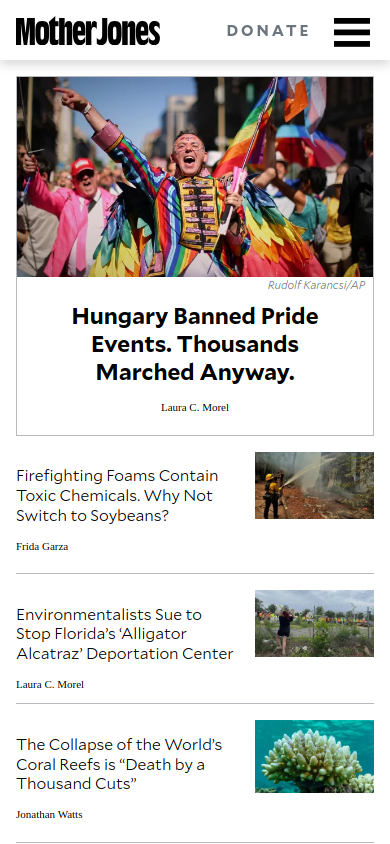 Mother Jones
DONATE
Rudolf Karancsi/AP
Hungary Banned Pride
Events. Thousands
Marched Anyway.
Laura C. Morel
Firefighting Foams Contain
Toxic Chemicals. Why Not
Switch to Soybeans?
Frida Garza
Environmentalists Sue to
Stop Florida’s ‘Alligator
Alcatraz’ Deportation Center
Laura C. Morel
The Collapse of the World’s
Coral Reefs is “Death by a
Thousand Cuts”
Jonathan Watts